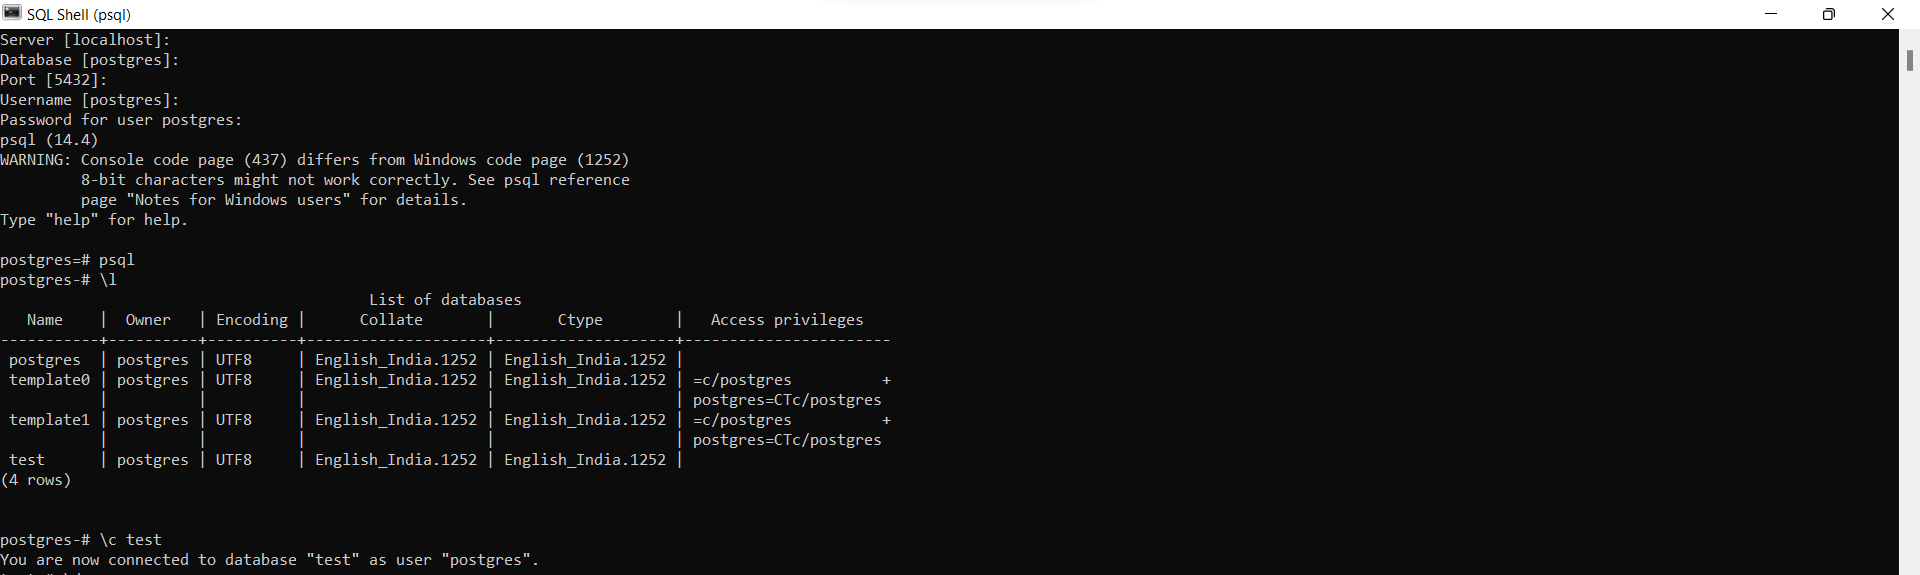 SQL Shell (psql)
Server [localhost]:
Database [postgres]:
Port [5432]:
Username [postgres]:
Password for user postgres:
psql (14.4)
WARNING: Console code page (437) differs from Windows code page (1252)
         8-bit characters might not work correctly. See psql reference
         page "Notes for Windows users" for details.
Type "help" for help.

postgres=# psql
postgres-# \l
                                         List of databases
   Name    |  Owner   | Encoding |      Collate       |       Ctype        |   Access privileges
-----------+----------+----------+--------------------+--------------------+-----------------------
 postgres  | postgres | UTF8     | English_India.1252 | English_India.1252 |
 template0 | postgres | UTF8     | English_India.1252 | English_India.1252 | =c/postgres          +
           |          |          |                    |                    | postgres=CTc/postgres
 template1 | postgres | UTF8     | English_India.1252 | English_India.1252 | =c/postgres          +
           |          |          |                    |                    | postgres=CTc/postgres
 test      | postgres | UTF8     | English_India.1252 | English_India.1252 |
(4 rows)

postgres-# \c test
You are now connected to database "test" as user "postgres".